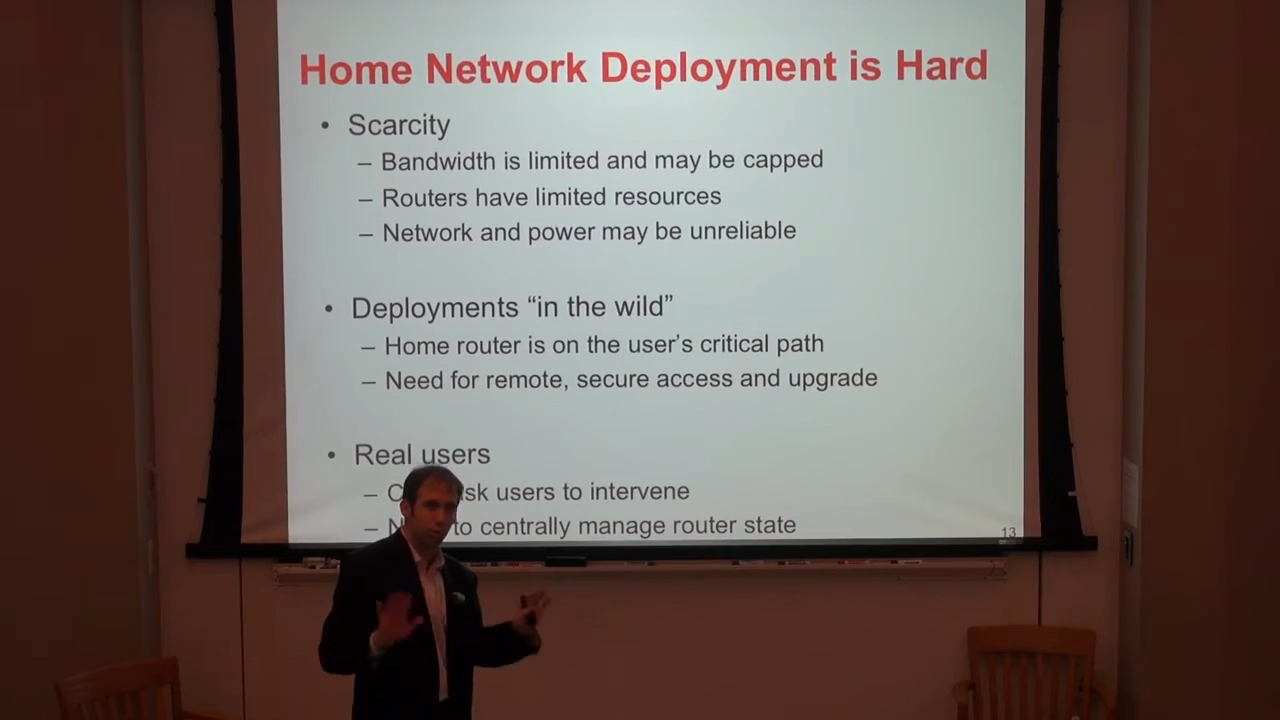 Home Network Deployment is Hard
• Scarcity
– Bandwidth is limited and may be capped
– Routers have limited resources
– Network and power may be unreliable
• Deployments “in the wild”
– Home router is on the user’s critical path
– Need for remote, secure access and upgrade
• Real users
– users to intervene
– to centrally manage router state
13